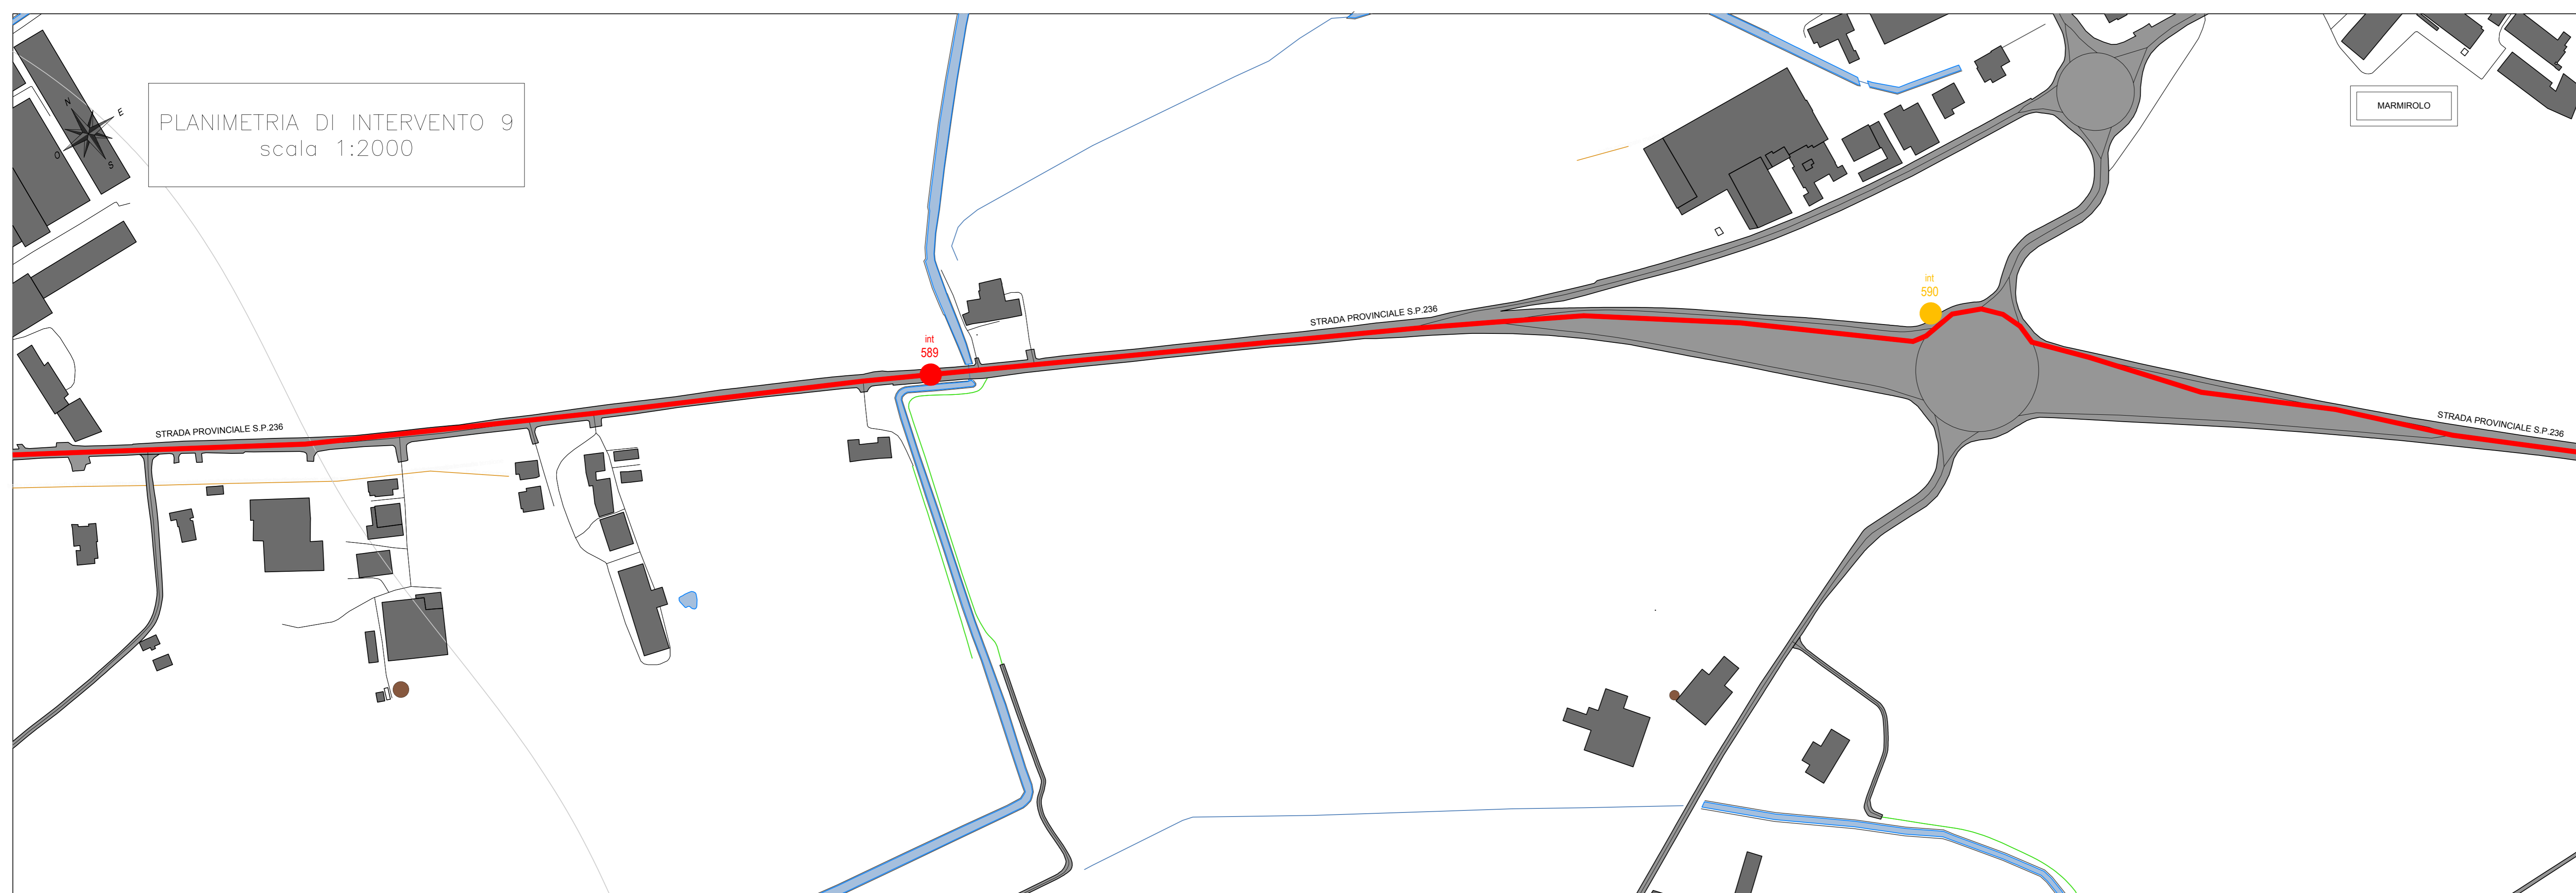 PLANIMETRIA DI INTERVENTO 9
scala 1:2000
N
E
O
S
MARMIROLO
int
590
STRADA PROVINCIALE S.P.236
int
589
STRADA PROVINCIALE S.P.236
STRADA PROVINCIALE S.P.236